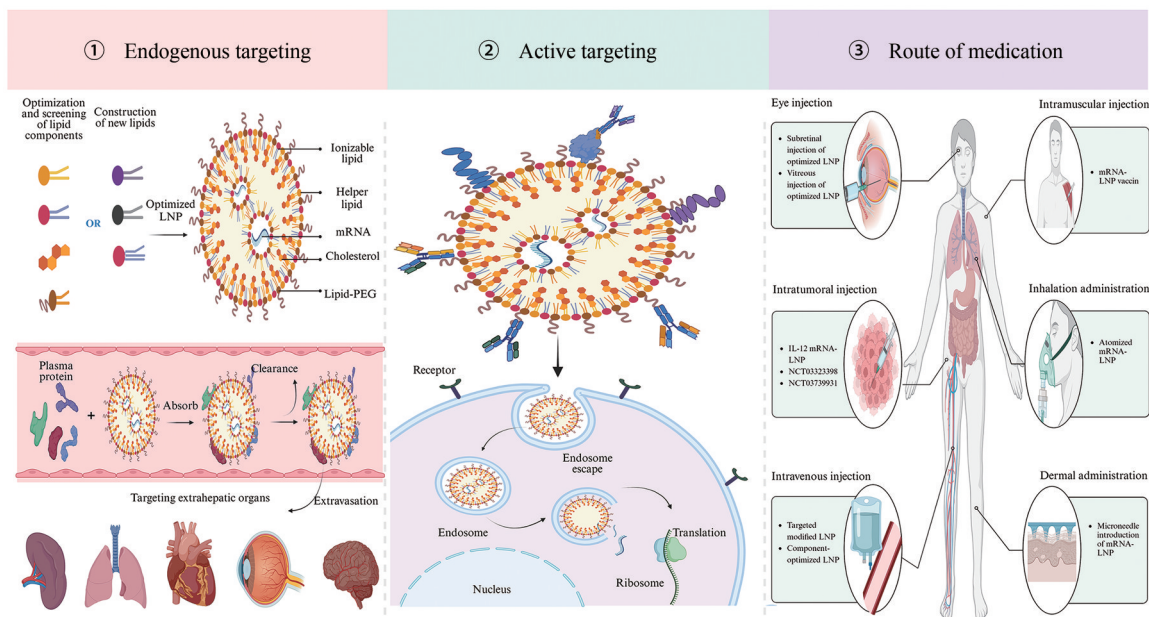 ① Endogenous targeting
Optimization
and screening
of lipid
components
Construction
of new lipids
OR
Optimized
LNP
Ionizable
lipid
Helper
lipid
mRNA
Cholesterol
Lipid-PEG
Plasma
protein
+
Absorb
Clearance
Targeting extrahepatic organs
Extravasation
② Active targeting
Receptor
Endosome
escape
Endosome
Translation
Ribosome
Nucleus
③ Route of medication
Eye injection
• Subretinal
injection of
optimized LNP
• Vitreous
injection of
optimized LNP
Intramuscular injection
• mRNA-
LNP vaccin
Intratumoral injection
• IL-12 mRNA-
LNP
• NCT03323398
• NCT03739931
Inhalation administration
• Atomized
mRNA-
LNP
Intravenous injection
• Targeted
modified LNP
• Component-
optimized LNP
Dermal administration
• Microneedle
introduction
of mRNA-
LNP